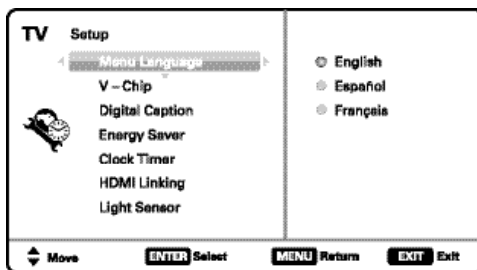 TV Setup
Menu Language
V – Chip
Digital Caption
Energy Saver
Clock Timer
HDMI Linking
Light Sensor
English
Español
Français
Move ENTER Select MENU Return EXIT Exit